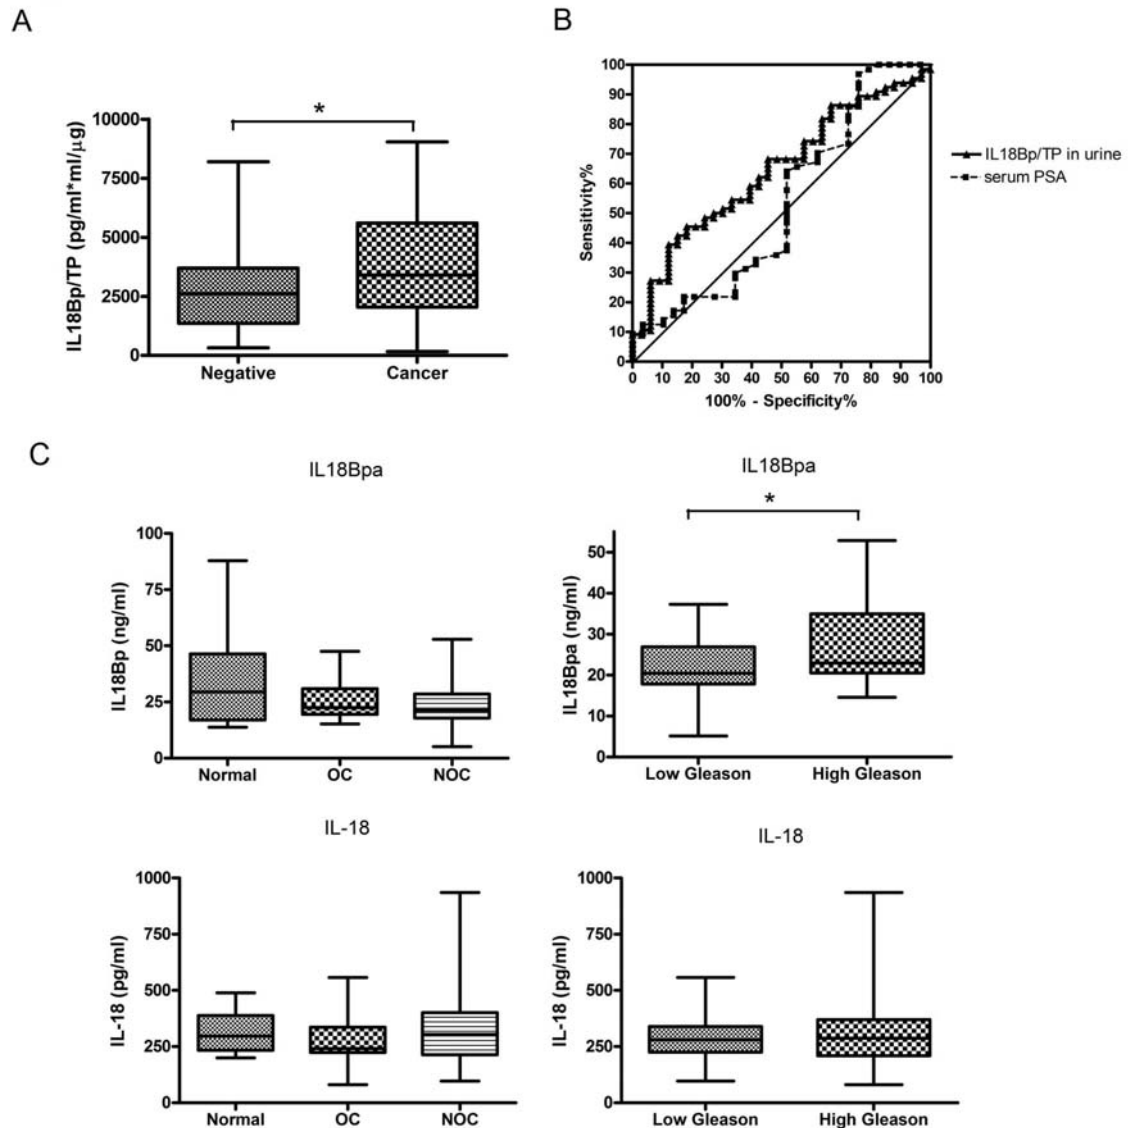 A
IL18Bp/TP (pg/ml*ml/μg)
10000
7500
5000
2500
0
*
Negative Cancer
B
Sensitivity%
100
90
80
70
60
50
40
30
20
10
0
0 10 20 30 40 50 60 70 80 90 100
100% - Specificity%
IL18Bp/TP in urine
serum PSA
C
IL18Bpa
IL18Bp (ng/ml)
100
75
50
25
0
Normal OC NOC
IL18Bpa
*
IL18Bpa (ng/ml)
50
40
30
20
10
0
Low Gleason High Gleason
IL-18
IL-18 (pg/ml)
1000
750
500
250
0
Normal OC NOC
IL-18
IL-18 (pg/ml)
1000
750
500
250
0
Low Gleason High Gleason